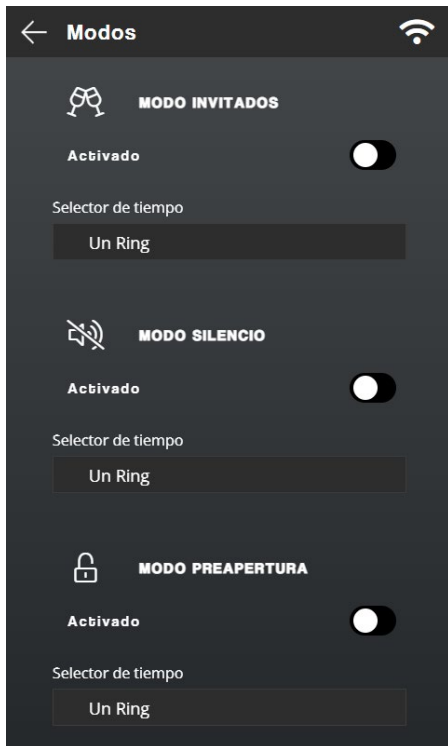 Modos
MODO INVITADOS
Activado
Selector de tiempo
Un Ring
MODO SILENCIO
Activado
Selector de tiempo
Un Ring
MODO PREAPERTURA
Activado
Selector de tiempo
Un Ring